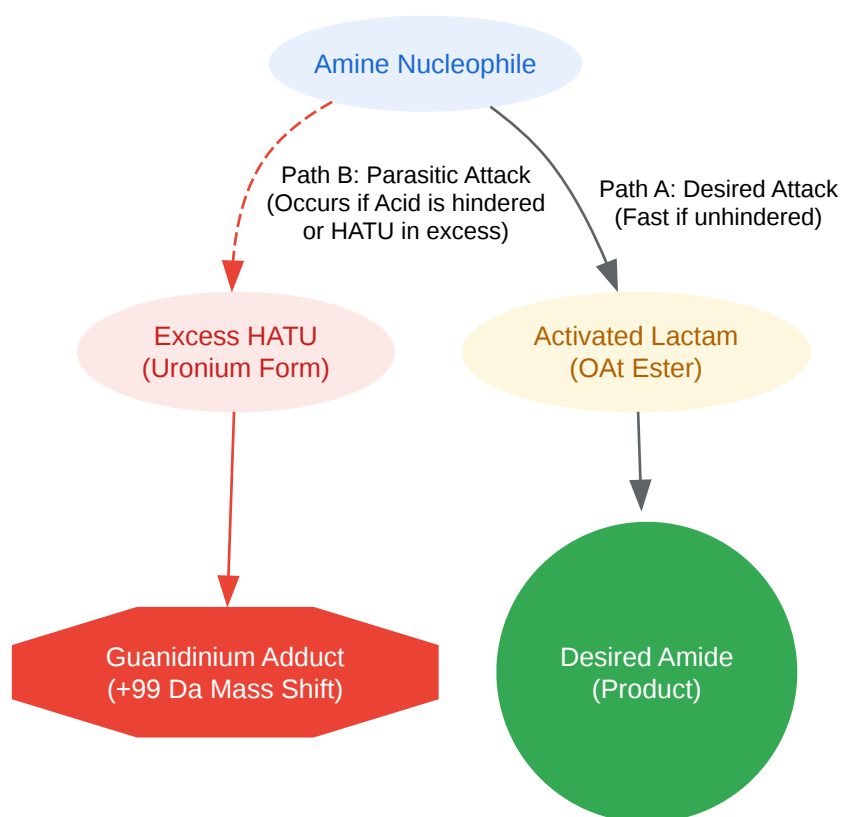 Amine Nucleophile
Path B: Parasitic Attack
(Occurs if Acid is hindered
or HATU in excess)
Path A: Desired Attack
(Fast if unhindered)
Excess HATU
(Uronium Form)
Activated Lactam
(OAt Ester)
Guanidinium Adduct
(+99 Da Mass Shift)
Desired Amide
(Product)